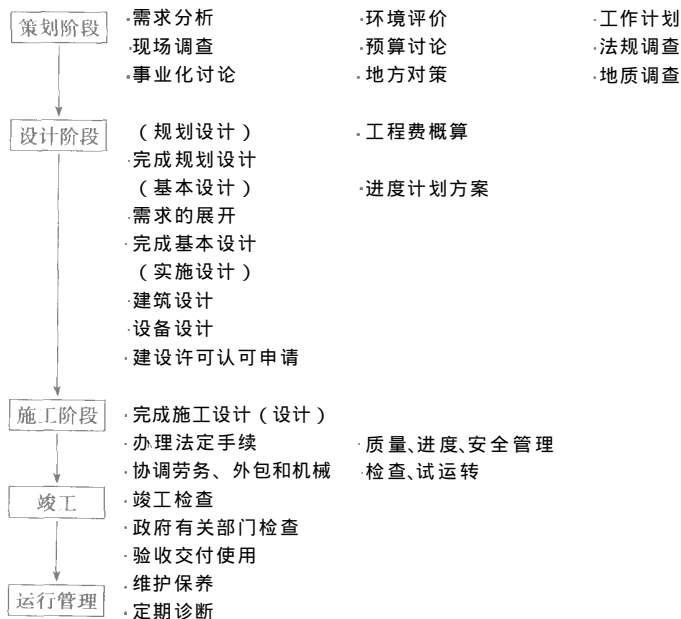 策划阶段
·需求分析 ·环境评价 ·工作计划
·现场调查 ·预算讨论 ·法规调查
·事业化讨论 ·地方对策 ·地质调查
设计阶段
（规划设计） ·工程费概算
·完成规划设计
（基本设计） ·进度计划方案
·需求的展开
·完成基本设计
（实施设计）
·建筑设计
·设备设计
·建设许可认可申请
施工阶段
·完成施工设计（设计）
·办理法定手续 ·质量、进度、安全管理
·协调劳务、外包和机械 ·检查、试运转
竣工
·竣工检查
·政府有关部门检查
·验收交付使用
运行管理
·维护保养
·定期诊断